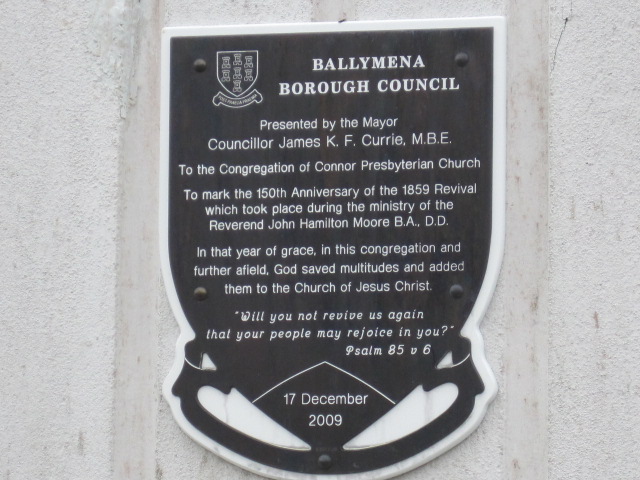 BALLYMENA
BOROUGH COUNCIL
Presented by the Mayor
Councillor James K. F. Currie, M.B.E.
To the Congregation of Connor Presbyterian Church
To mark the 150th Anniversary of the 1859 Revival
which took place during the ministry of the
Reverend John Hamilton Moore B.A., D.D.
In that year of grace, in this congregation and
further afield, God saved multitudes and added
them to the Church of Jesus Christ.
"Will you not revive us again
that your people may rejoice in you?"
Psalm 85 v 6
17 December
2009